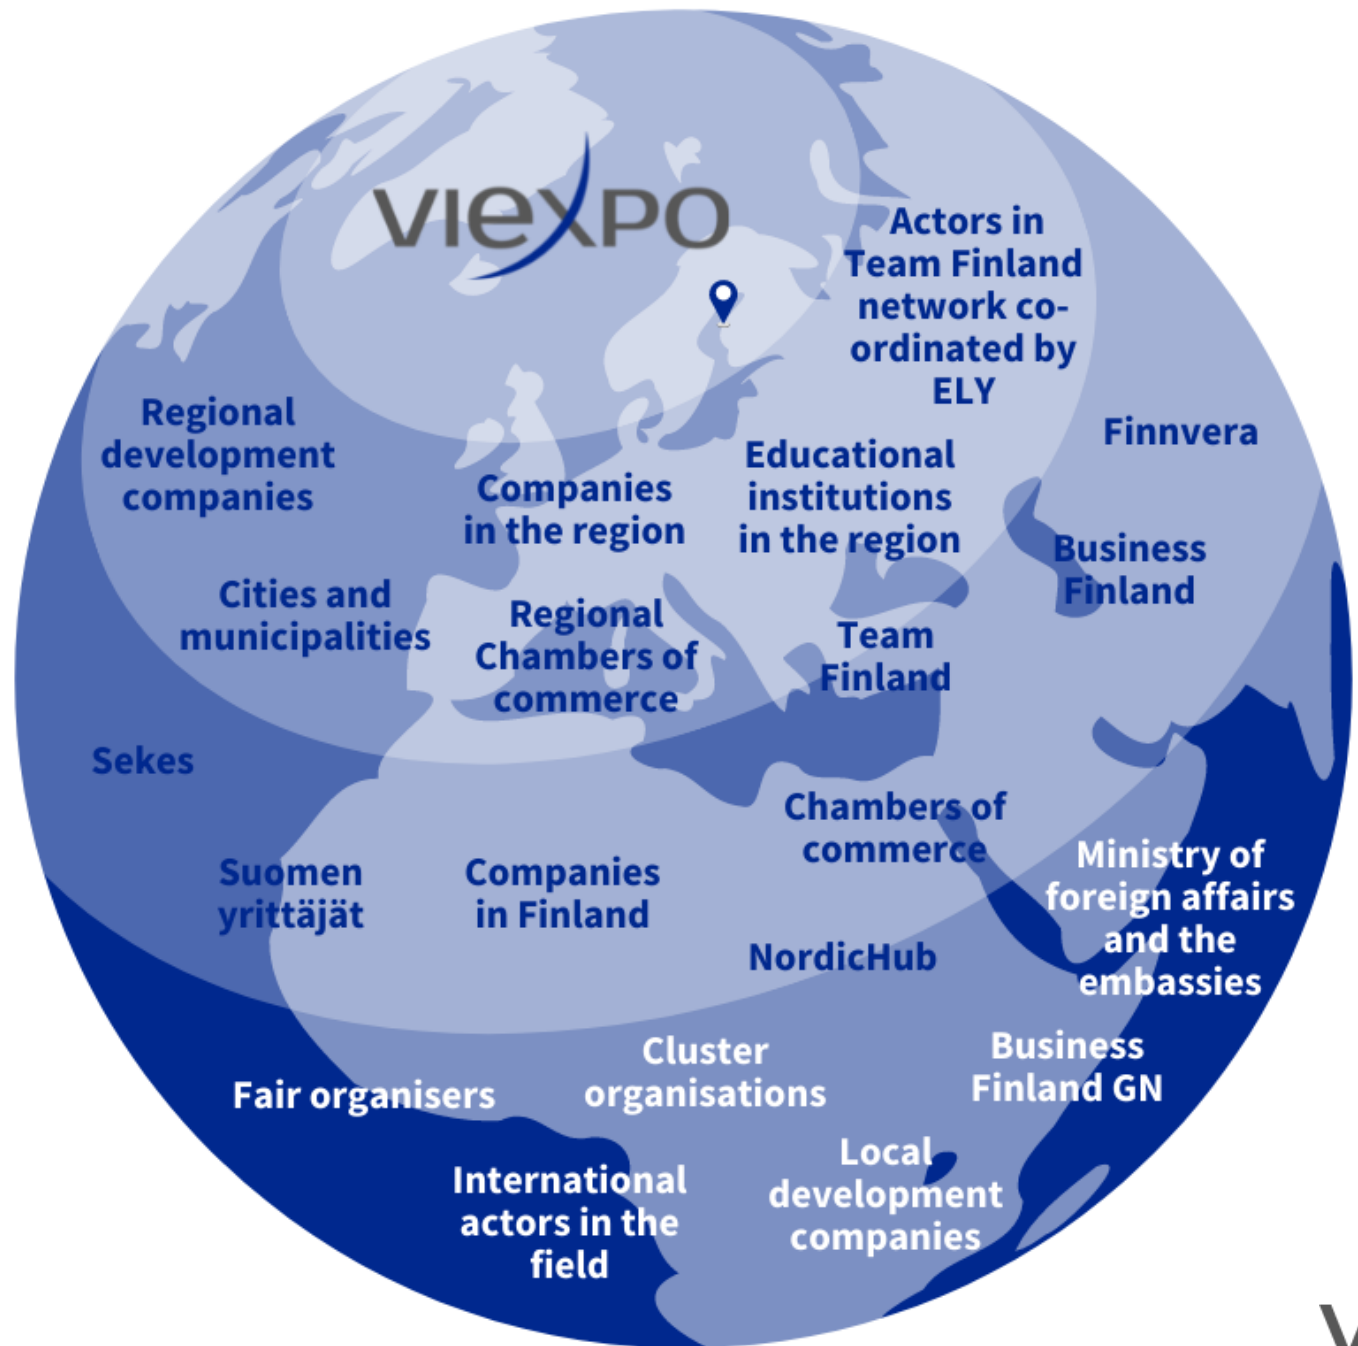 VIEXPO
Actors in
Team Finland
network co-
ordinated by
ELY
Regional
development
companies
Companies
in the region
Educational
institutions
in the region
Finnvera
Business
Finland
Cities and
municipalities
Regional
Chambers of
commerce
Team
Finland
Sekes
Suomen
yrittäjät
Companies
in Finland
Chambers of
commerce
NordicHub
Ministry of
foreign affairs
and the
embassies
Fair organisers
Cluster
organisations
Business
Finland GN
International
actors in the
field
Local
development
companies